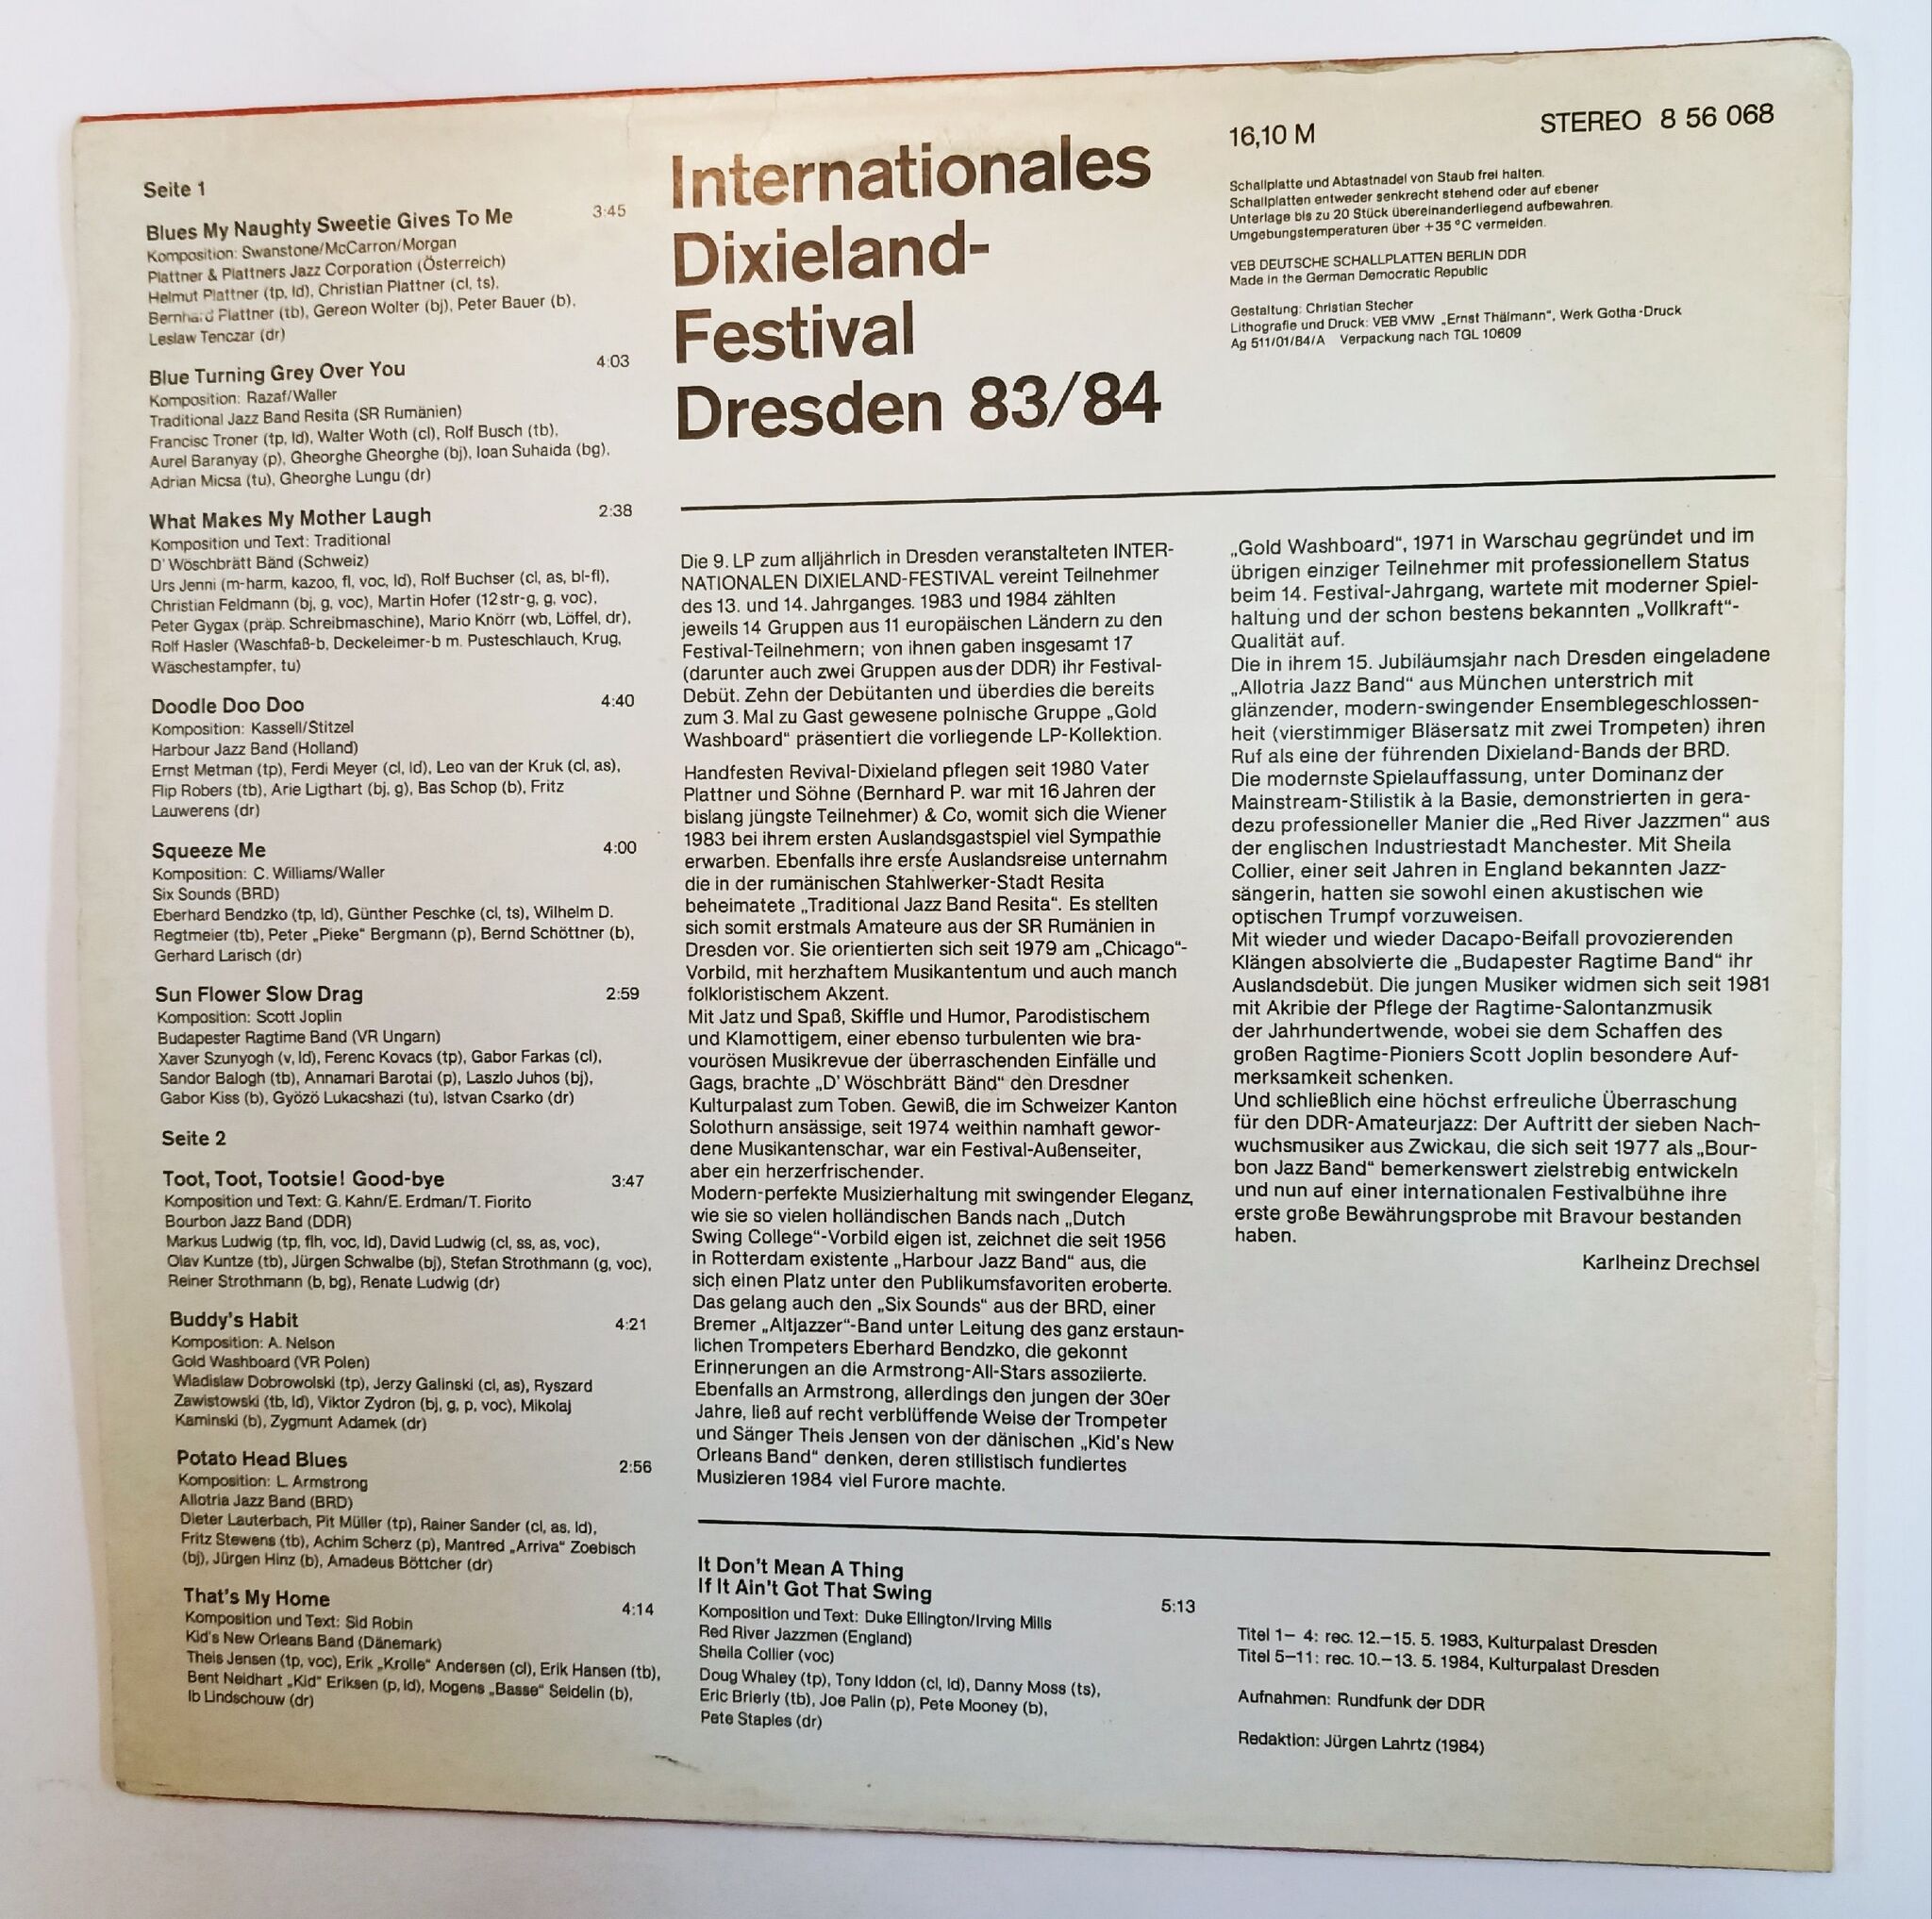 Seite 1
Blues My Naughty Sweetie Gives To Me 3:45
Komposition: Swanstone/McCarron/Morgan
Plattner & Plattners Jazz Corporation (Österreich)
Helmut Plattner (tp, ld), Christian Plattner (cl, ts),
Bernhard Plattner (tb), Gereon Wolter (bj), Peter Bauer (b),
Leslaw Tenczar (dr)
Blue Turning Grey Over You 4:03
Komposition: Razaf/Waller
Traditional Jazz Band Resita (SR Rumänien)
Francisc Troner (tp, ld), Walter Woth (cl), Rolf Busch (tb),
Aurel Baranyay (p), Gheorghe Gheorghe (bj), Ioan Suhaida (bg),
Adrian Micsa (tu), Gheorghe Lungu (dr)
What Makes My Mother Laugh 2:38
Komposition und Text: Traditional
D' Wöschbrätt Bänd (Schweiz)
Urs Jenni (m-harm, kazoo, fl, voc, ld), Rolf Buchser (cl, as, bl-fl),
Christian Feldmann (bj, g, voc), Martin Hofer (12str-g, g, voc),
Peter Gygax (präp. Schreibmaschine), Mario Knörr (wb, Löffel, dr),
Rolf Hasler (Waschfaß-b, Deckeleimer-b m. Pusteschlauch, Krug,
Wäschestampfer, tu)
Doodle Doo Doo 4:40
Komposition: Kassell/Stitzel
Harbour Jazz Band (Holland)
Ernst Metman (tp), Ferdi Meyer (cl, ld), Leo van der Kruk (cl, as),
Flip Robers (tb), Arie Ligthart (bj, g), Bas Schop (b), Fritz
Lauwerens (dr)
Squeeze Me 4:00
Komposition: C. Williams/Waller
Six Sounds (BRD)
Eberhard Bendzko (tp, ld), Günther Peschke (cl, ts), Wilhelm D.
Regtmeier (tb), Peter „Pieke“ Bergmann (p), Bernd Schöttner (b),
Gerhard Larisch (dr)
Sun Flower Slow Drag 2:59
Komposition: Scott Joplin
Budapester Ragtime Band (VR Ungarn)
Xaver Szunyogh (v, ld), Ferenc Kovacs (tp), Gabor Farkas (cl),
Sandor Balogh (tb), Annamari Barotai (p), Laszlo Juhos (bj),
Gabor Kiss (b), Gyözö Lukacshazi (tu), Istvan Csarko (dr)
Seite 2
Toot, Toot, Tootsie! Good-bye 3:47
Komposition und Text: G. Kahn/E. Erdman/T. Fiorito
Bourbon Jazz Band (DDR)
Markus Ludwig (tp, flh, voc, ld), David Ludwig (cl, ss, as, voc),
Olav Kuntze (tb), Jürgen Schwalbe (bj), Stefan Strothmann (g, voc),
Reiner Strothmann (b, bg), Renate Ludwig (dr)
Buddy's Habit 4:21
Komposition: A. Nelson
Gold Washboard (VR Polen)
Wladislaw Dobrowolski (tp), Jerzy Galinski (cl, as), Ryszard
Zawistowski (tb, ld), Viktor Zydron (bj, g, p, voc), Mikolaj
Kaminski (b), Zygmunt Adamek (dr)
Potato Head Blues 2:56
Komposition: L. Armstrong
Allotria Jazz Band (BRD)
Dieter Lauterbach, Pit Müller (tp), Rainer Sander (cl, as, ld),
Fritz Stewens (tb), Achim Scherz (p), Manfred „Arriva“ Zoebisch
(bj), Jürgen Hinz (b), Amadeus Böttcher (dr)
That's My Home 4:14
Komposition und Text: Sid Robin
Kid's New Orleans Band (Dänemark)
Theis Jensen (tp, voc), Erik „Krolle“ Andersen (cl), Erik Hansen (tb),
Bent Neidhart „Kid“ Eriksen (p, ld), Mogens „Basse“ Seidelin (b),
Ib Lindschouw (dr)
Internationales
Dixieland-
Festival
Dresden 83/84
16,10 M STEREO 8 56 068
Schallplatte und Abtastnadel von Staub frei halten.
Schallplatten entweder senkrecht stehend oder auf ebener
Unterlage bis zu 20 Stück übereinanderliegend aufbewahren.
Umgebungstemperaturen über +35 °C vermeiden.
VEB DEUTSCHE SCHALLPLATTEN BERLIN DDR
Made in the German Democratic Republic
Gestaltung: Christian Stecher
Lithografie und Druck: VEB VMW „Ernst Thälmann“, Werk Gotha-Druck
Ag 511/01/84/A Verpackung nach TGL 10609
Die 9. LP zum alljährlich in Dresden veranstalteten INTER-
NATIONALEN DIXIELAND-FESTIVAL vereint Teilnehmer
des 13. und 14. Jahrganges. 1983 und 1984 zählten
jeweils 14 Gruppen aus 11 europäischen Ländern zu den
Festival-Teilnehmern; von ihnen gaben insgesamt 17
(darunter auch zwei Gruppen aus der DDR) ihr Festival-
Debüt. Zehn der Debütanten und überdies die bereits
zum 3. Mal zu Gast gewesene polnische Gruppe „Gold
Washboard“ präsentiert die vorliegende LP-Kollektion.
Handfesten Revival-Dixieland pflegen seit 1980 Vater
Plattner und Söhne (Bernhard P. war mit 16 Jahren der
bislang jüngste Teilnehmer) & Co, womit sich die Wiener
1983 bei ihrem ersten Auslandsgastspiel viel Sympathie
erwarben. Ebenfalls ihre erste Auslandsreise unternahm
die in der rumänischen Stahlwerker-Stadt Resita
beheimatete „Traditional Jazz Band Resita“. Es stellten
sich somit erstmals Amateure aus der SR Rumänien in
Dresden vor. Sie orientierten sich seit 1979 am „Chicago“-
Vorbild, mit herzhaftem Musikantentum und auch manch
folkloristischem Akzent.
Mit Jatz und Spaß, Skiffle und Humor, Parodistischem
und Klamottigem, einer ebenso turbulenten wie bra-
vourösen Musikrevue der überraschenden Einfälle und
Gags, brachte „D' Wöschbrätt Bänd“ den Dresdner
Kulturpalast zum Toben. Gewiß, die im Schweizer Kanton
Solothurn ansässige, seit 1974 weithin namhaft gewor-
dene Musikantenschar, war ein Festival-Außenseiter,
aber ein herzerfrischender.
Modern-perfekte Musizierhaltung mit swingender Eleganz,
wie sie so vielen holländischen Bands nach „Dutch
Swing College“-Vorbild eigen ist, zeichnet die seit 1956
in Rotterdam existente „Harbour Jazz Band“ aus, die
sich einen Platz unter den Publikumsfavoriten eroberte.
Das gelang auch den „Six Sounds“ aus der BRD, einer
Bremer „Altjazzer“-Band unter Leitung des ganz erstaun-
lichen Trompeters Eberhard Bendzko, die gekonnt
Erinnerungen an die Armstrong-All-Stars assoziierte.
Ebenfalls an Armstrong, allerdings den jungen der 30er
Jahre, ließ auf recht verblüffende Weise der Trompeter
und Sänger Theis Jensen von der dänischen „Kid's New
Orleans Band“ denken, deren stilistisch fundiertes
Musizieren 1984 viel Furore machte.
„Gold Washboard“, 1971 in Warschau gegründet und im
übrigen einziger Teilnehmer mit professionellem Status
beim 14. Festival-Jahrgang, wartete mit moderner Spiel-
haltung und der schon bestens bekannten „Vollkraft“-
Qualität auf.
Die in ihrem 15. Jubiläumsjahr nach Dresden eingeladene
„Allotria Jazz Band“ aus München unterstrich mit
glänzender, modern-swingender Ensemblegeschlossen-
heit (vierstimmiger Bläsersatz mit zwei Trompeten) ihren
Ruf als eine der führenden Dixieland-Bands der BRD.
Die modernste Spielauffassung, unter Dominanz der
Mainstream-Stilistik à la Basie, demonstrierten in gera-
dezu professioneller Manier die „Red River Jazzmen“ aus
der englischen Industriestadt Manchester. Mit Sheila
Collier, einer seit Jahren in England bekannten Jazz-
sängerin, hatten sie sowohl einen akustischen wie
optischen Trumpf vorzuweisen.
Mit wieder und wieder Dacapo-Beifall provozierenden
Klängen absolvierte die „Budapester Ragtime Band“ ihr
Auslandsdebüt. Die jungen Musiker widmen sich seit 1981
mit Akribie der Pflege der Ragtime-Salontanzmusik
der Jahrhundertwende, wobei sie dem Schaffen des
großen Ragtime-Pioniers Scott Joplin besondere Auf-
merksamkeit schenken.
Und schließlich eine höchst erfreuliche Überraschung
für den DDR-Amateurjazz: Der Auftritt der sieben Nach-
wuchsmusiker aus Zwickau, die sich seit 1977 als „Bour-
bon Jazz Band“ bemerkenswert zielstrebig entwickeln
und nun auf einer internationalen Festivalbühne ihre
erste große Bewährungsprobe mit Bravour bestanden
haben.
Karlheinz Drechsel
It Don't Mean A Thing
If It Ain't Got That Swing 5:13
Komposition und Text: Duke Ellington/Irving Mills
Red River Jazzmen (England)
Sheila Collier (voc)
Doug Whaley (tp), Tony Iddon (cl, ld), Danny Moss (ts),
Eric Brierly (tb), Joe Palin (p), Pete Mooney (b),
Pete Staples (dr)
Titel 1– 4: rec. 12.–15. 5. 1983, Kulturpalast Dresden
Titel 5–11: rec. 10.–13. 5. 1984, Kulturpalast Dresden
Aufnahmen: Rundfunk der DDR
Redaktion: Jürgen Lahrtz (1984)